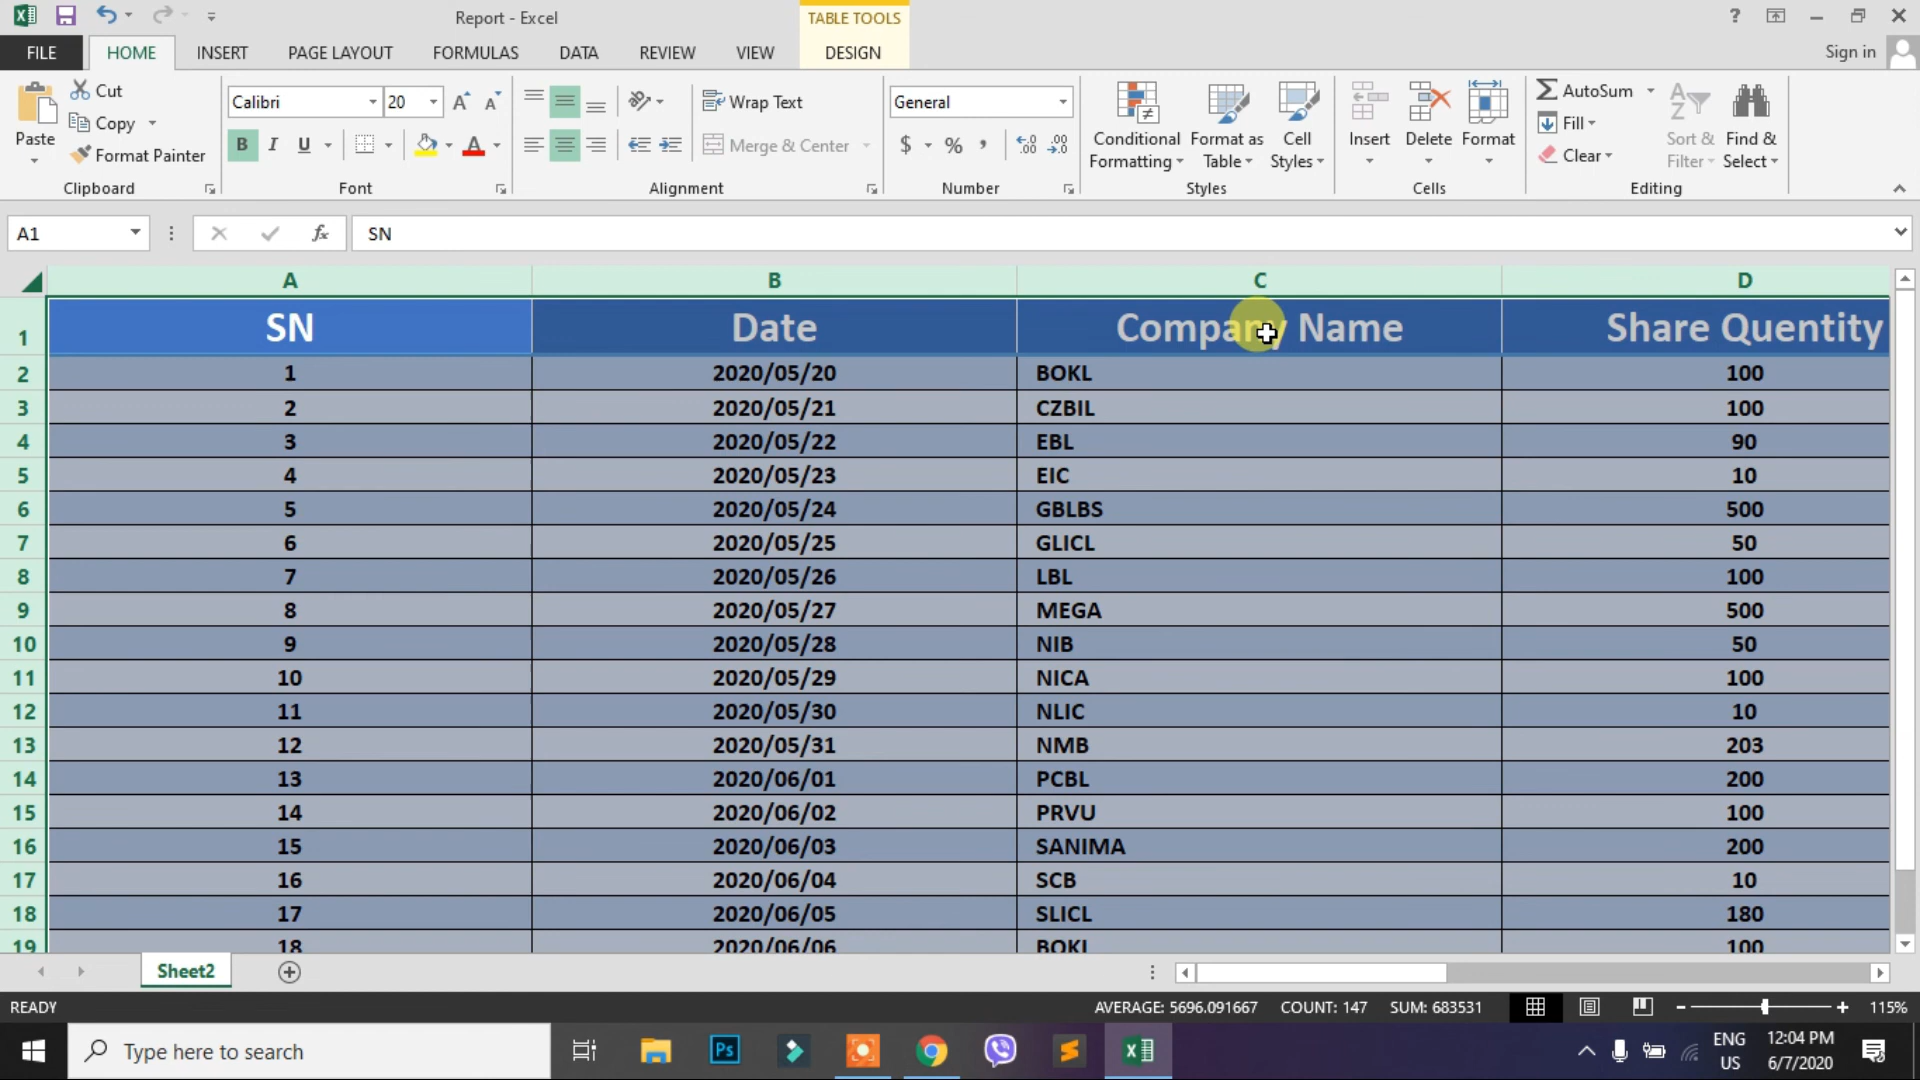 Report - Excel
TABLE TOOLS
?
FILE HOME INSERT PAGE LAYOUT FORMULAS DATA REVIEW VIEW DESIGN Sign in
Paste
Cut
Copy
Format Painter
Clipboard
Calibri 20
B I U
Font
Wrap Text
Merge & Center
Alignment
General
$ % ,
Number
Conditional Formatting
Format as Table
Cell Styles
Styles
Insert Delete Format
Cells
AutoSum
Fill
Clear
Sort & Filter
Find & Select
Editing
A1 fx SN
A B C D
1 SN Date Company Name Share Quentity
2 1 2020/05/20 BOKL 100
3 2 2020/05/21 CZBIL 100
4 3 2020/05/22 EBL 90
5 4 2020/05/23 EIC 10
6 5 2020/05/24 GBLBS 500
7 6 2020/05/25 GLICL 50
8 7 2020/05/26 LBL 100
9 8 2020/05/27 MEGA 500
10 9 2020/05/28 NIB 50
11 10 2020/05/29 NICA 100
12 11 2020/05/30 NLIC 10
13 12 2020/05/31 NMB 203
14 13 2020/06/01 PCBL 200
15 14 2020/06/02 PRVU 100
16 15 2020/06/03 SANIMA 200
17 16 2020/06/04 SCB 10
18 17 2020/06/05 SLICL 180
19 18 2020/06/06 BOKL 100
Sheet2
READY AVERAGE: 5696.091667 COUNT: 147 SUM: 683531 115%
Type here to search
Ps
ENG
US
12:04 PM
6/7/2020